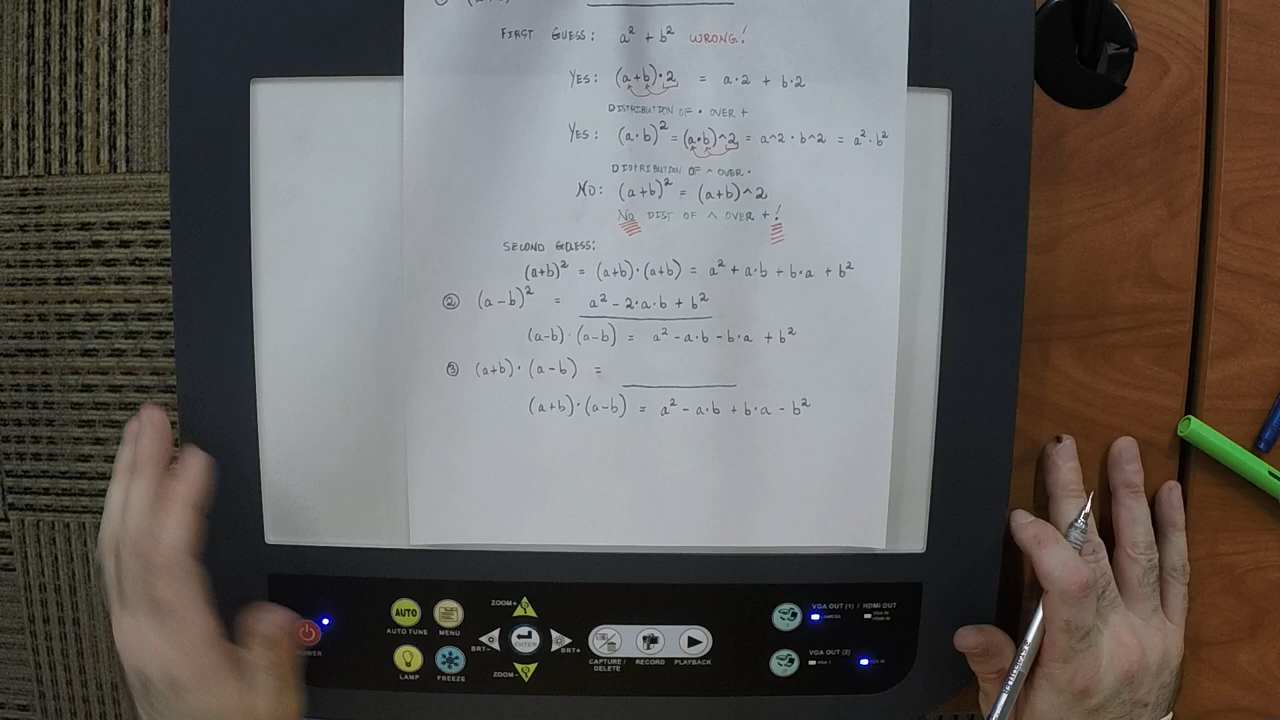 FIRST GUESS: a² + b² WRONG!
YES: (a+b)•2 = a·2 + b·2
DISTRIBUTION OF • OVER +
YES: (a·b)² = (a•b)^2 = a^2 · b^2 = a²·b²
DISTRIBUTION OF ^ OVER ·
NO: (a+b)² = (a+b)^2
NO DIST OF ^ OVER +!
SECOND GUESS:
(a+b)² = (a+b)·(a+b) = a² + a·b + b·a + b²
② (a-b)² = a² - 2·a·b + b²
(a-b)·(a-b) = a² - a·b - b·a + b²
③ (a+b)·(a-b) =
(a+b)·(a-b) = a² - a·b + b·a - b²
AUTO
AUTO TUNE MENU
ZOOM+
BRT- ENTER BRT+
ZOOM-
POWER
LAMP FREEZE
CAPTURE / DELETE RECORD PLAYBACK
VGA OUT (1) / HDMI OUT
VGA OUT (2)